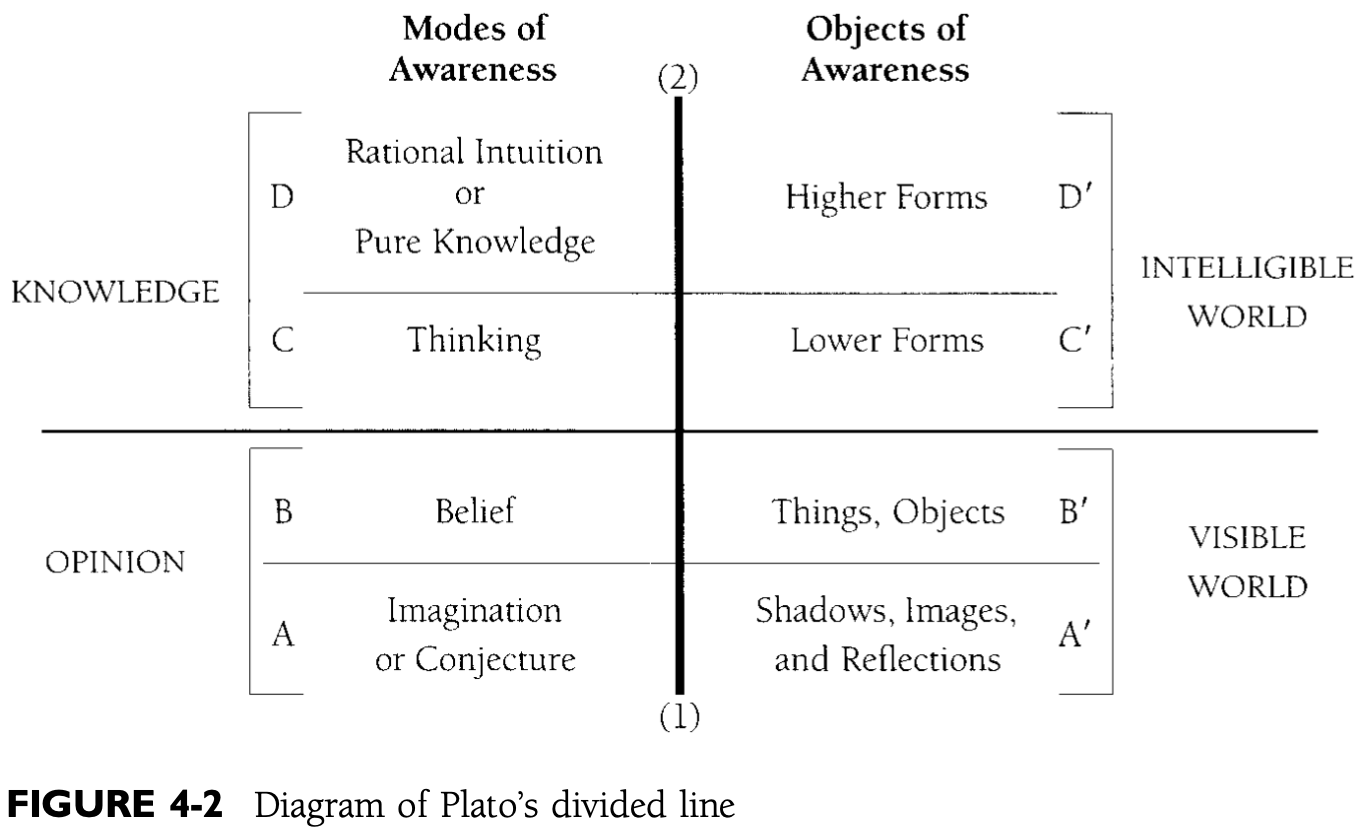 Modes of
Awareness
Objects of
Awareness
(2)
KNOWLEDGE
D
Rational Intuition
or
Pure Knowledge
Higher Forms
D′
C
Thinking
Lower Forms
C′
INTELLIGIBLE
WORLD
OPINION
B
Belief
Things, Objects
B′
A
Imagination
or Conjecture
Shadows, Images,
and Reflections
A′
VISIBLE
WORLD
(1)
FIGURE 4-2 Diagram of Plato’s divided line